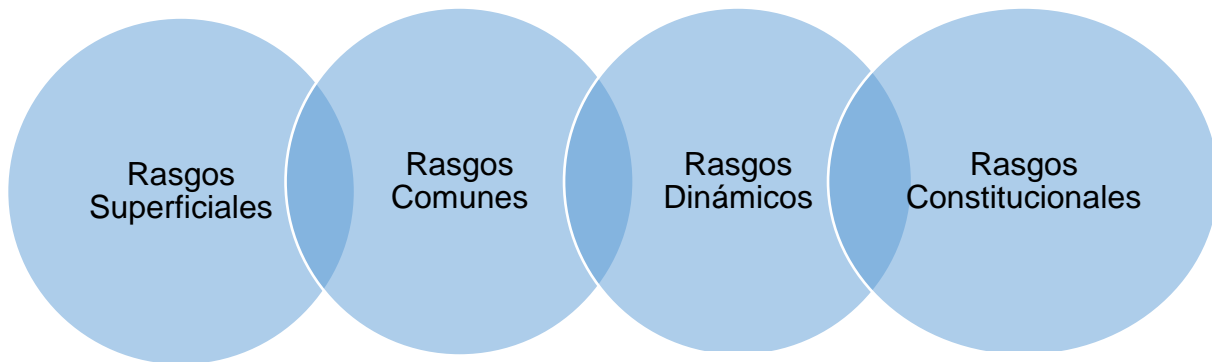 Rasgos
Superficiales
Rasgos
Comunes
Rasgos
Dinámicos
Rasgos
Constitucionales